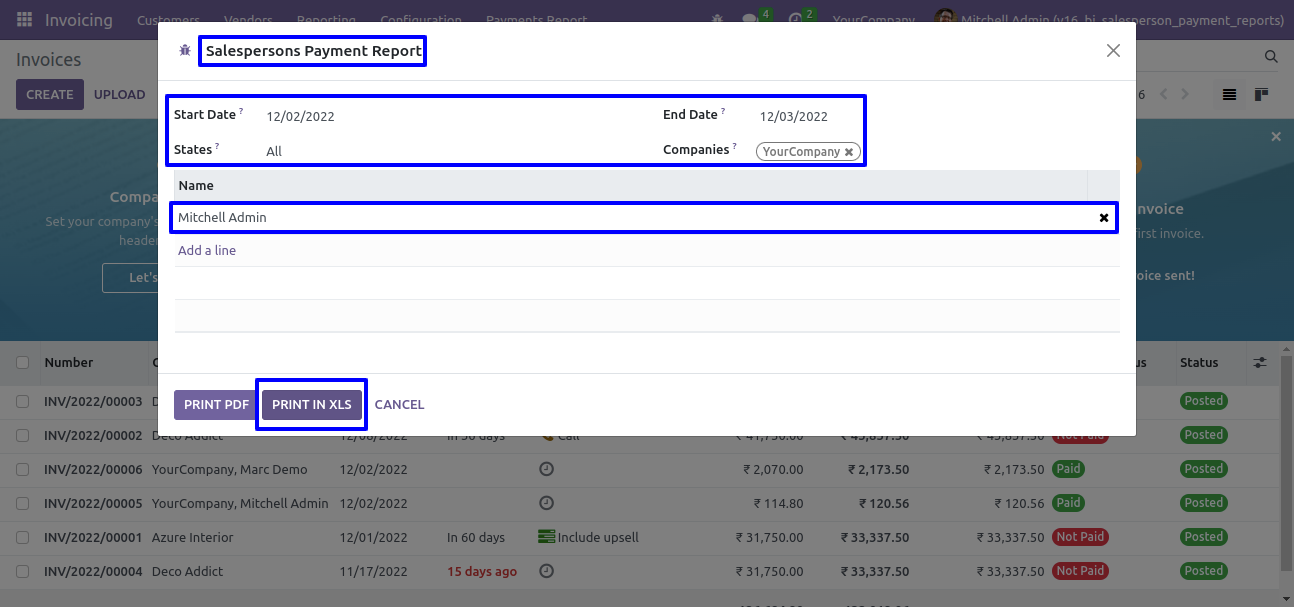 Invoicing Customers Vendors Reporting Configuration Payments Report 4 2 YourCompany Mitchell Admin (v16_hi_salesperson_payment_reports)
Salespersons Payment Report
Invoices
CREATE UPLOAD
6
Start Date ? 12/02/2022 End Date ? 12/03/2022
States ? All Companies ? YourCompany
Name
Mitchell Admin
Add a line
Set your company's
header
Let's
nvoice
first invoice.
voice sent!
PRINT PDF PRINT IN XLS CANCEL
Number us Status
INV/2022/00003 Posted
INV/2022/00002 Deco Addict 12/08/2022 In 30 days Call ₹ 41,750.00 ₹ 43,837.50 ₹ 43,837.50 Not Paid Posted
INV/2022/00006 YourCompany, Marc Demo 12/02/2022 ₹ 2,070.00 ₹ 2,173.50 ₹ 2,173.50 Paid Posted
INV/2022/00005 YourCompany, Mitchell Admin 12/02/2022 ₹ 114.80 ₹ 120.56 ₹ 120.56 Paid Posted
INV/2022/00001 Azure Interior 12/01/2022 In 60 days Include upsell ₹ 31,750.00 ₹ 33,337.50 ₹ 33,337.50 Not Paid Posted
INV/2022/00004 Deco Addict 11/17/2022 15 days ago ₹ 31,750.00 ₹ 33,337.50 ₹ 33,337.50 Not Paid Posted